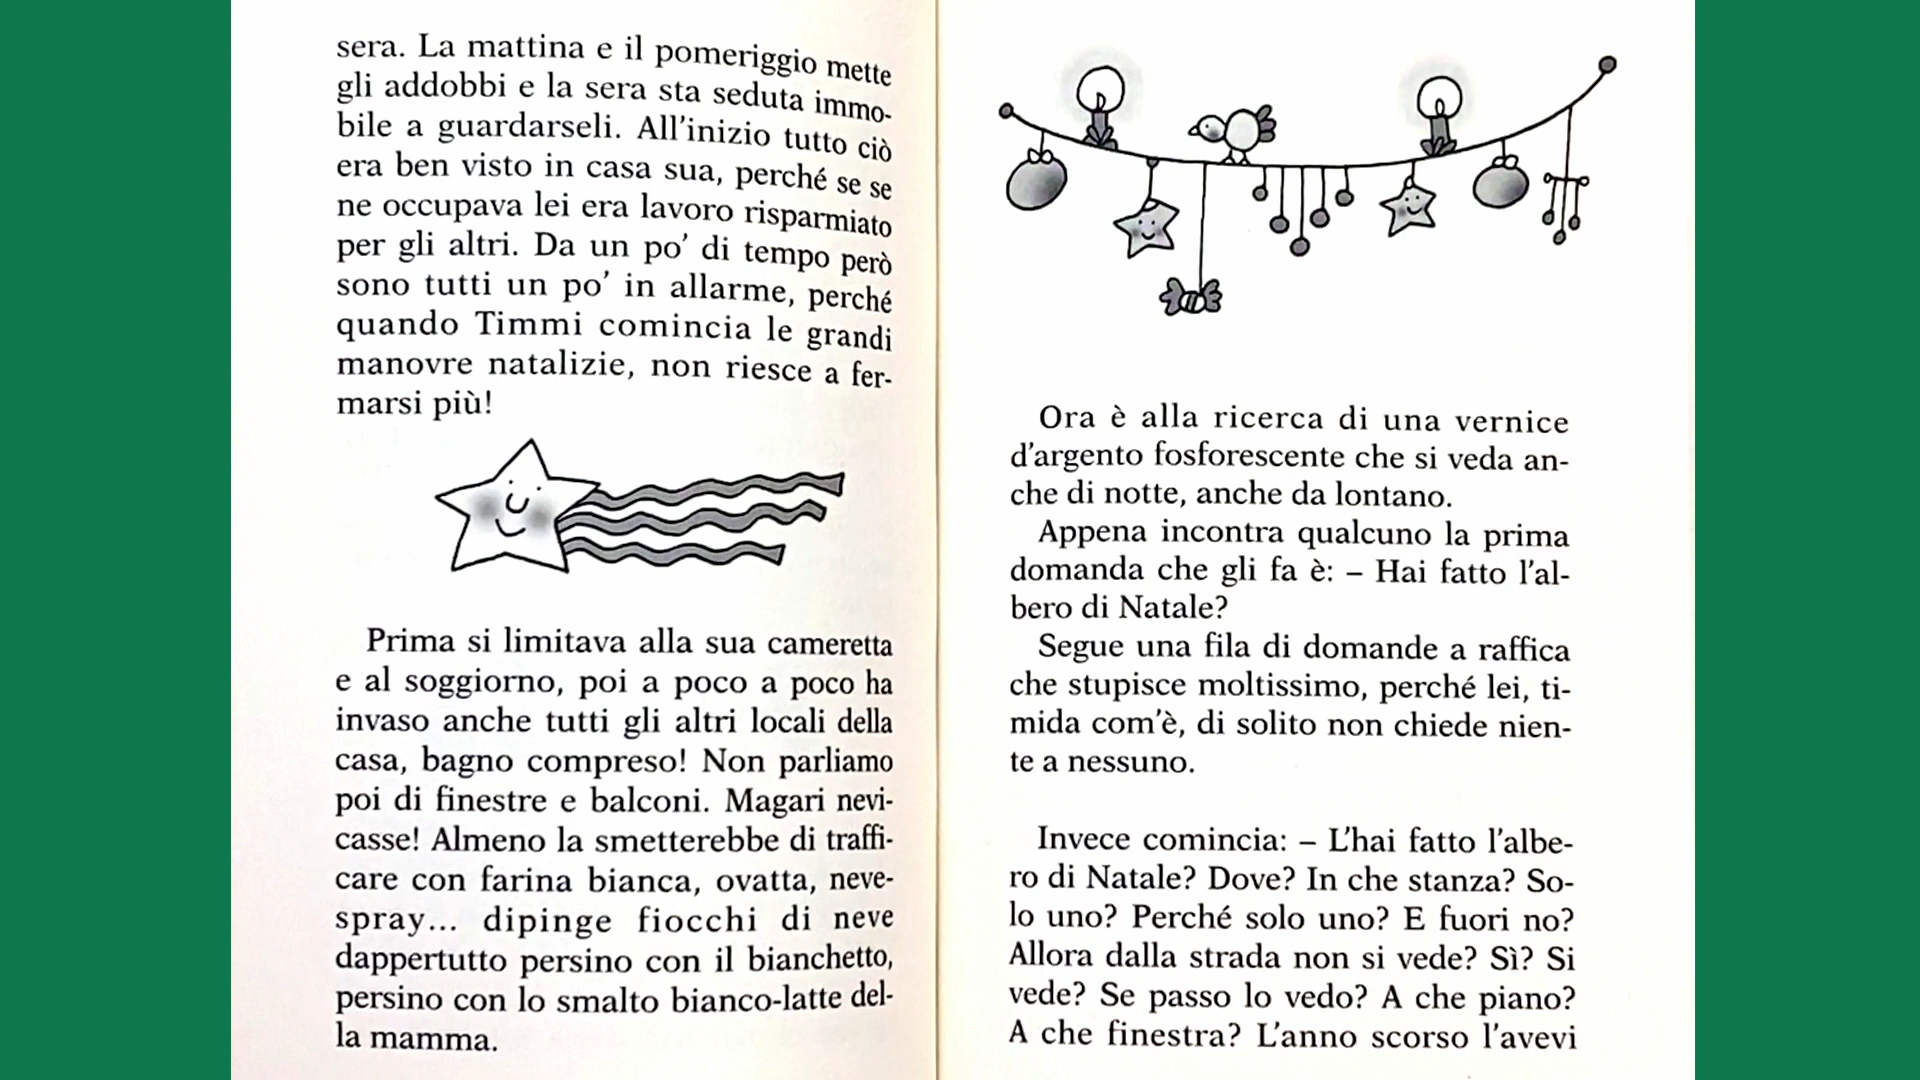 sera. La mattina e il pomeriggio mette
gli addobbi e la sera sta seduta immo-
bile a guardarseli. All'inizio tutto ciò
era ben visto in casa sua, perché se se
ne occupava lei era lavoro risparmiato
per gli altri. Da un po' di tempo però
sono tutti un po' in allarme, perché
quando Timmi comincia le grandi
manovre natalizie, non riesce a fer-
marsi più!
Prima si limitava alla sua cameretta
e al soggiorno, poi a poco a poco ha
invaso anche tutti gli altri locali della
casa, bagno compreso! Non parliamo
poi di finestre e balconi. Magari nevi-
casse! Almeno la smetterebbe di traffi-
care con farina bianca, ovatta, neve-
spray... dipinge fiocchi di neve
dappertutto persino con il bianchetto,
persino con lo smalto bianco-latte del-
la mamma.
Ora è alla ricerca di una vernice
d'argento fosforescente che si veda an-
che di notte, anche da lontano.
Appena incontra qualcuno la prima
domanda che gli fa è: – Hai fatto l'al-
bero di Natale?
Segue una fila di domande a raffica
che stupisce moltissimo, perché lei, ti-
mida com'è, di solito non chiede nien-
te a nessuno.
Invece comincia: – L'hai fatto l'albe-
ro di Natale? Dove? In che stanza? So-
lo uno? Perché solo uno? E fuori no?
Allora dalla strada non si vede? Sì? Si
vede? Se passo lo vedo? A che piano?
A che finestra? L'anno scorso l'avevi